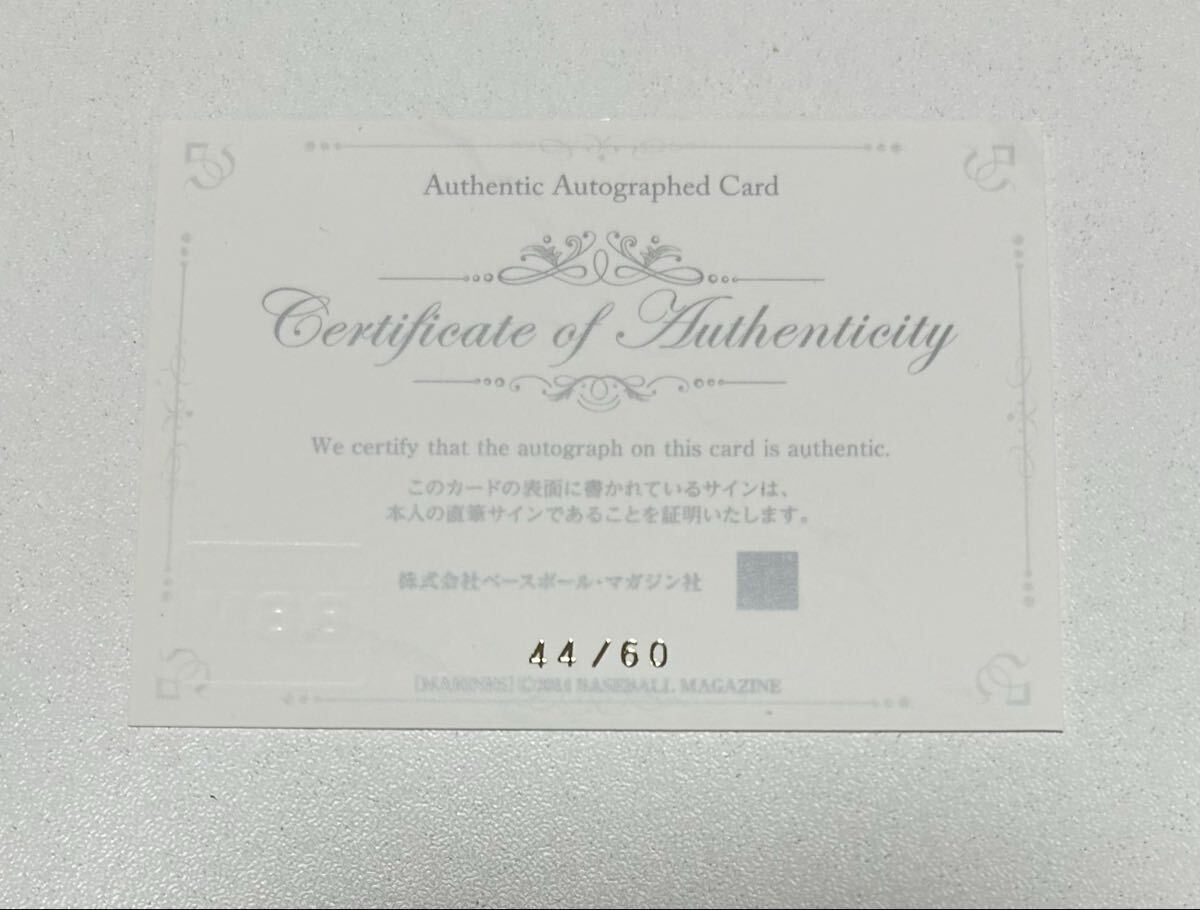 Authentic Autographed Card
Certificate of Authenticity
We certify that the autograph on this card is authentic.
このカードの表面に書かれているサインは、
本人の直筆サインであることを証明いたします。
株式会社ベースボール・マガジン社
44/60
[MARINES] © BASEBALL MAGAZINE